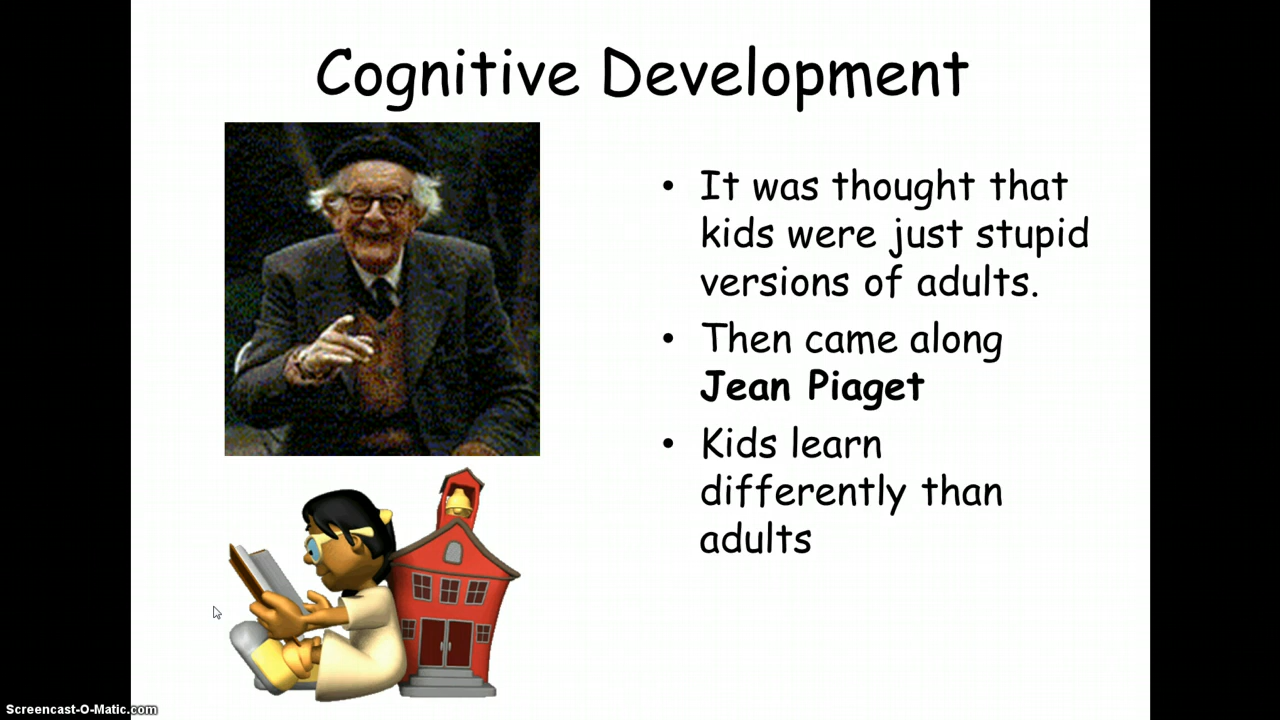 Cognitive Development
• It was thought that
kids were just stupid
versions of adults.
• Then came along
Jean Piaget
• Kids learn
differently than
adults
Screencast-O-Matic.com